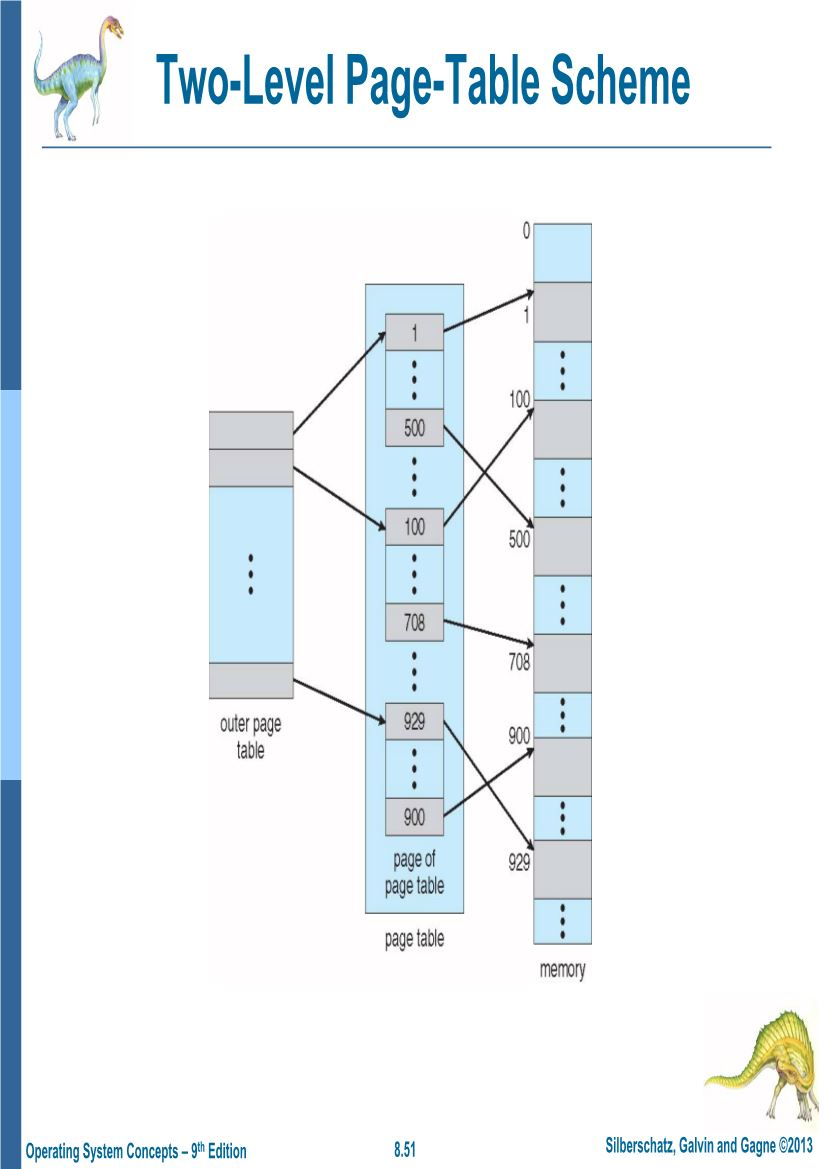 Two-Level Page-Table Scheme
0
1
1
100
500
500
100
708
708
929
900
900
929
outer page
table
page of
page table
page table
memory
Operating System Concepts – 9th Edition
8.51
Silberschatz, Galvin and Gagne ©2013